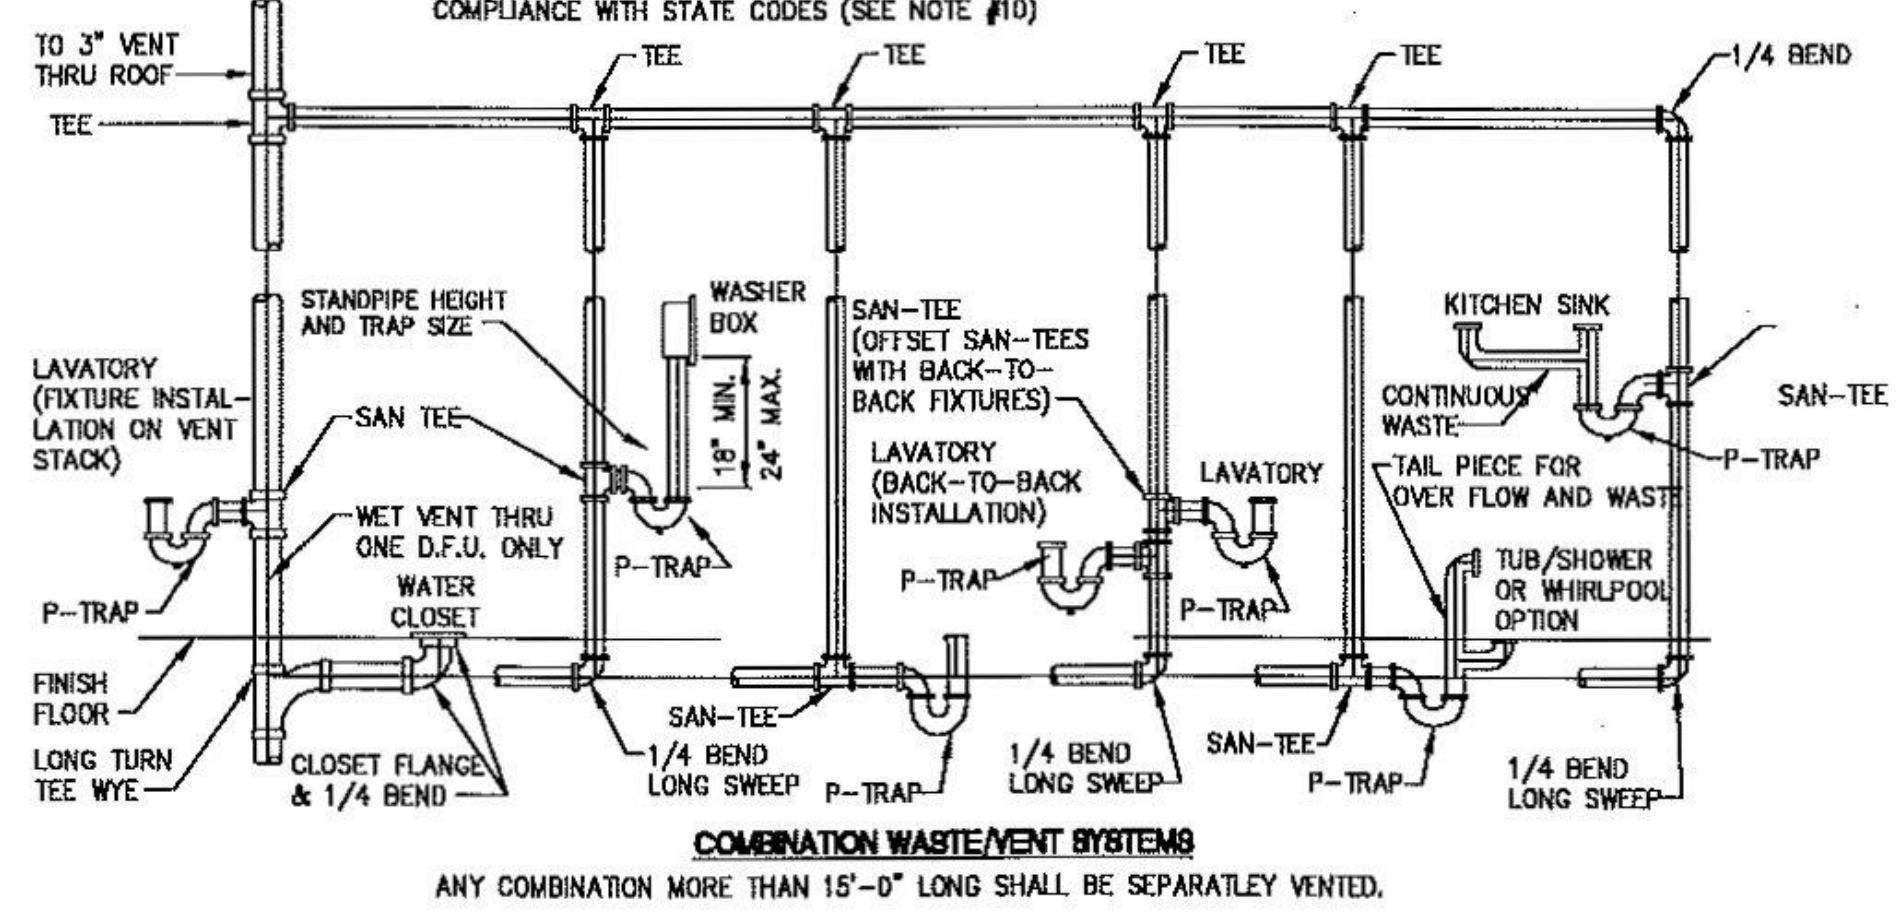 COMPLIANCE WITH STATE CODES (SEE NOTE #10)
TO 3" VENT
THRU ROOF
TEE
TEE
TEE
TEE
TEE
1/4 BEND
STANDPIPE HEIGHT
AND TRAP SIZE
WASHER
BOX
18" MIN.
24" MAX.
SAN-TEE
(OFFSET SAN-TEES
WITH BACK-TO-
BACK FIXTURES)
KITCHEN SINK
CONTINUOUS
WASTE
SAN-TEE
P-TRAP
LAVATORY
(FIXTURE INSTAL-
LATION ON VENT
STACK)
SAN TEE
WET VENT THRU
ONE D.F.U. ONLY
P-TRAP
P-TRAP
WATER
CLOSET
LAVATORY
(BACK-TO-BACK
INSTALLATION)
LAVATORY
P-TRAP
P-TRAP
TAIL PIECE FOR
OVER FLOW AND WASTE
TUB/SHOWER
OR WHIRLPOOL
OPTION
FINISH
FLOOR
LONG TURN
TEE WYE
CLOSET FLANGE
& 1/4 BEND
1/4 BEND
LONG SWEEP
SAN-TEE
P-TRAP
1/4 BEND
LONG SWEEP
SAN-TEE
P-TRAP
1/4 BEND
LONG SWEEP
COMBINATION WASTE/VENT SYSTEMS
ANY COMBINATION MORE THAN 15'-0" LONG SHALL BE SEPARATLEY VENTED.